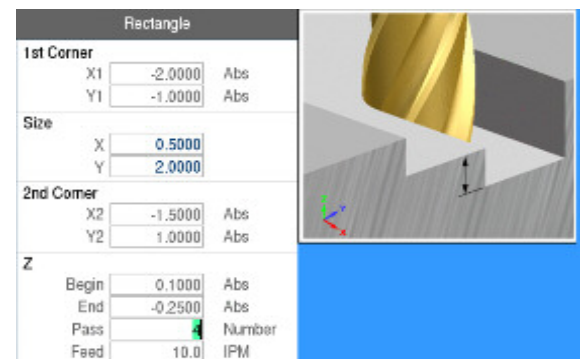 Rectangle
1st Corner
X1 -2.0000 Abs
Y1 -1.0000 Abs
Size
X 0.5000
Y 2.0000
2nd Corner
X2 -1.5000 Abs
Y2 1.0000 Abs
Z
Begin 0.1000 Abs
End -0.2500 Abs
Pass 4 Number
Feed 10.0 IPM